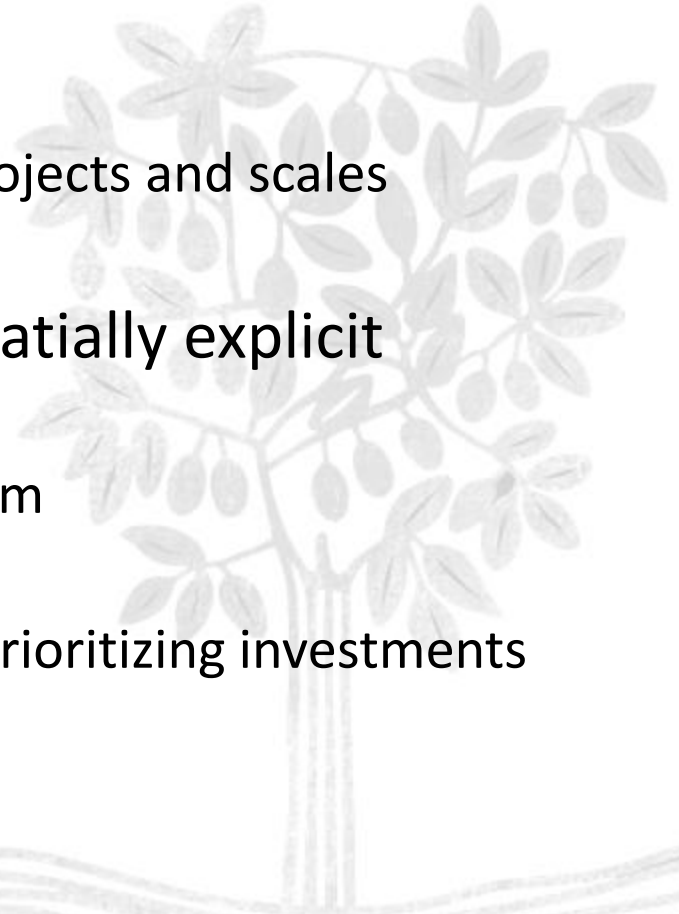 ojects and scales
atially explicit
m
rioritizing investments